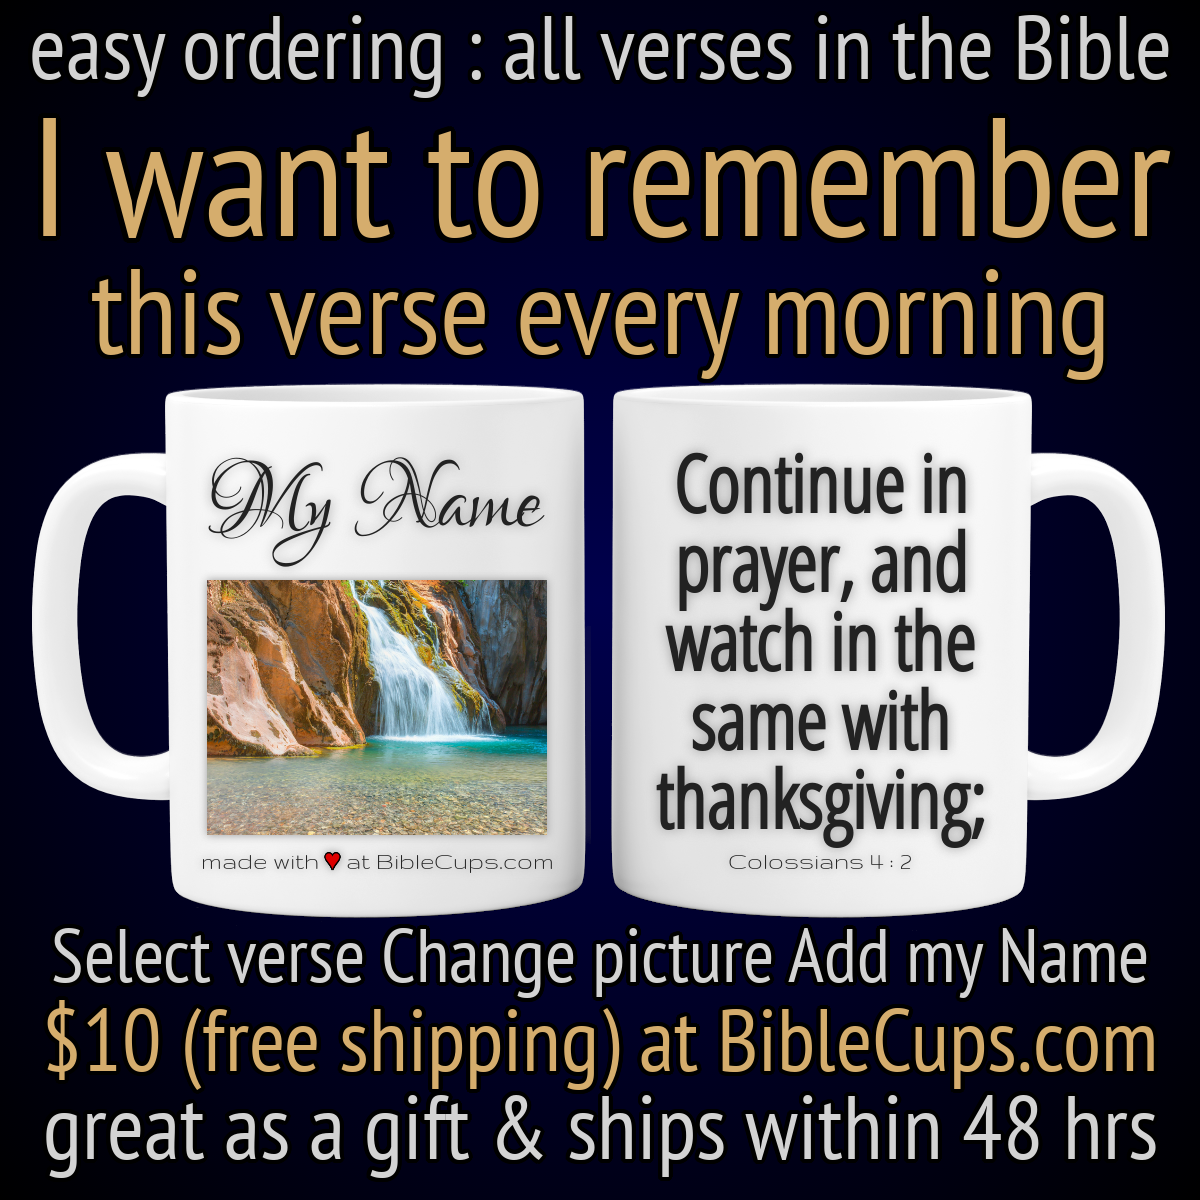 easy ordering : all verses in the Bible
I want to remember
this verse every morning
My Name
made with ♥ at BibleCups.com
Continue in
prayer, and
watch in the
same with
thanksgiving;
Colossians 4 : 2
Select verse Change picture Add my Name
$10 (free shipping) at BibleCups.com
great as a gift & ships within 48 hrs